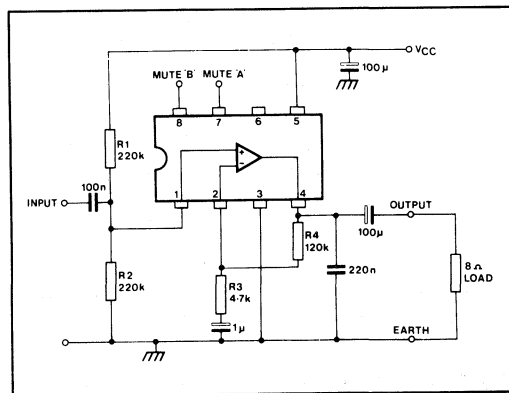 VCC
100µ
MUTE 'B' MUTE 'A'
8 7 6 5
R1
220k
100n
+
-
INPUT
1 2 3 4
R4
120k
OUTPUT
100µ
R2
220k
220n
8Ω
LOAD
R3
4·7k
1µ
EARTH